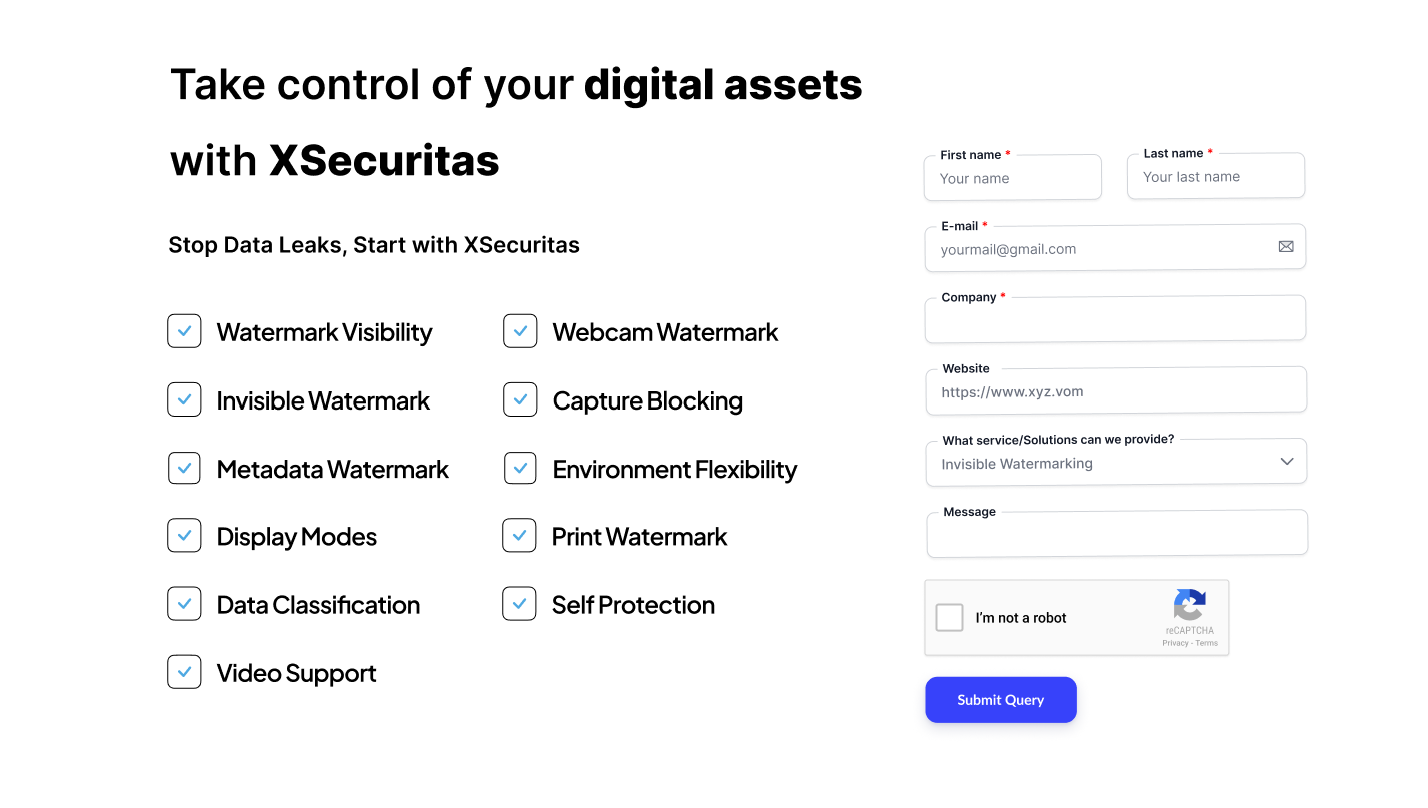 Take control of your digital assets
with XSecuritas
Stop Data Leaks, Start with XSecuritas
Watermark Visibility
Webcam Watermark
Invisible Watermark
Capture Blocking
Metadata Watermark
Environment Flexibility
Display Modes
Print Watermark
Data Classification
Self Protection
Video Support
First name *
Your name
Last name *
Your last name
E-mail *
yourmail@gmail.com
Company *
Website
https://www.xyz.vom
What service/Solutions can we provide?
Invisible Watermarking
Message
I'm not a robot
reCAPTCHA
Privacy - Terms
Submit Query